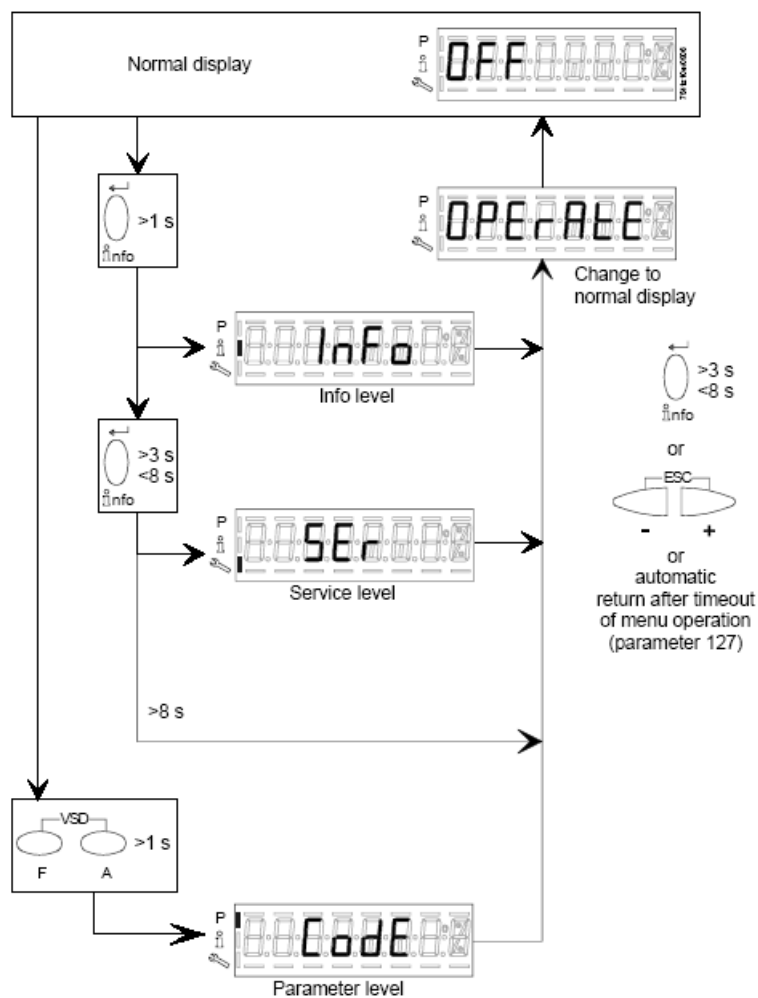 P
OFF
Normal display
>1 s
info
P
OPErAtE
Change to
normal display
P
InFo
Info level
>3 s
<8 s
info
>3 s
<8 s
info
or
ESC
- +
or
automatic
return after timeout
of menu operation
(parameter 127)
P
SEr
Service level
>8 s
VSD
>1 s
F A
P
CodE
Parameter level